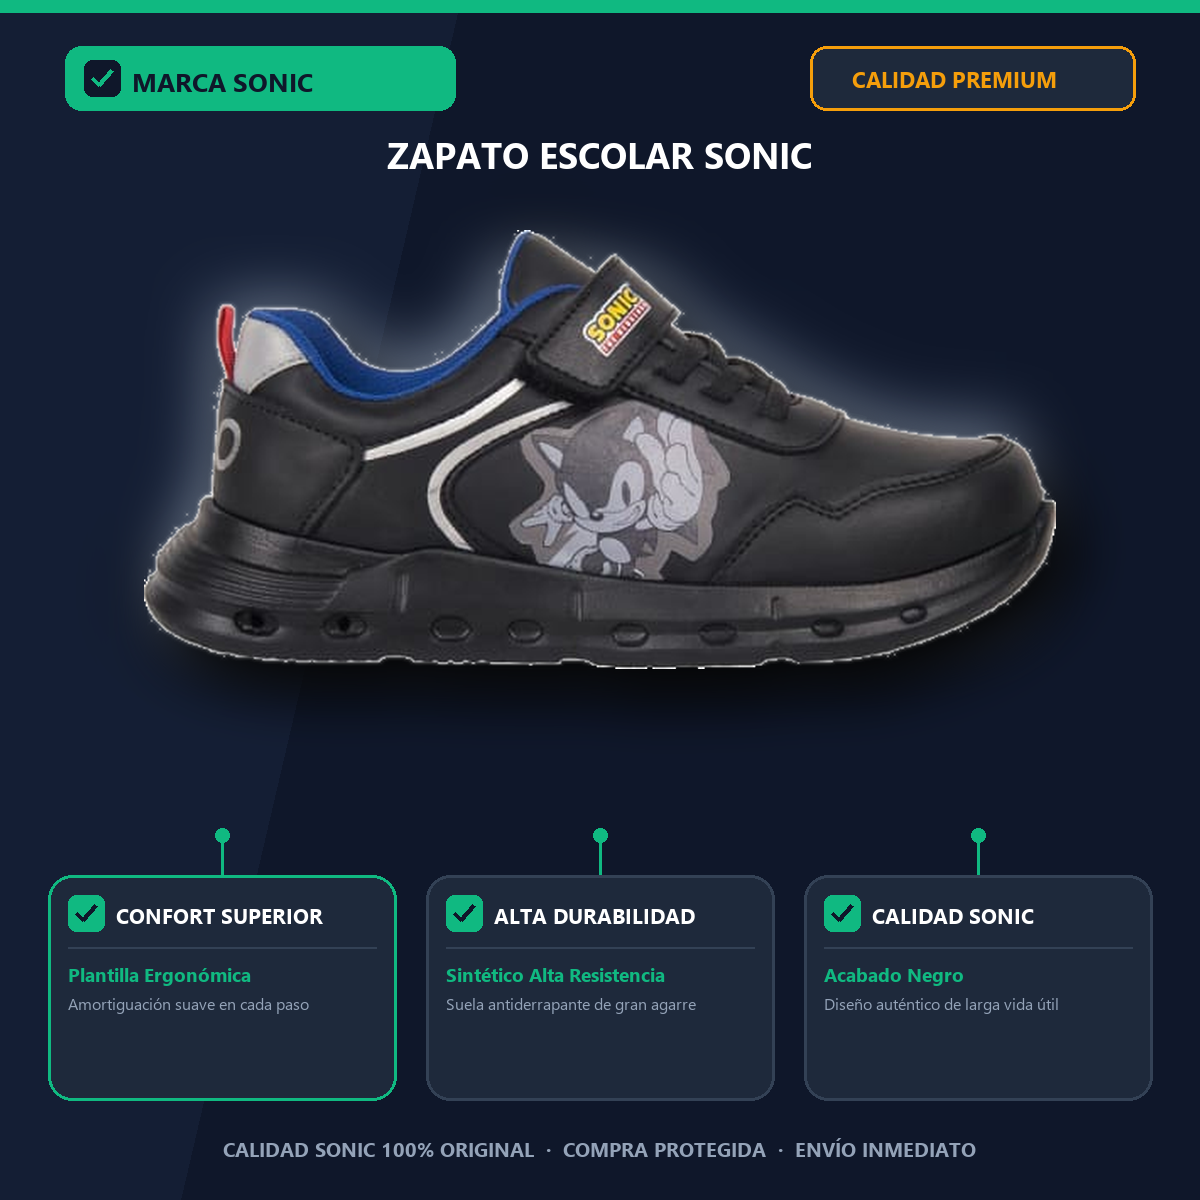 MARCA SONIC
CALIDAD PREMIUM
ZAPATO ESCOLAR SONIC
SONIC
CONFORT SUPERIOR
Plantilla Ergonómica
Amortiguación suave en cada paso
ALTA DURABILIDAD
Sintético Alta Resistencia
Suela antiderrapante de gran agarre
CALIDAD SONIC
Acabado Negro
Diseño auténtico de larga vida útil
CALIDAD SONIC 100% ORIGINAL · COMPRA PROTEGIDA · ENVÍO INMEDIATO